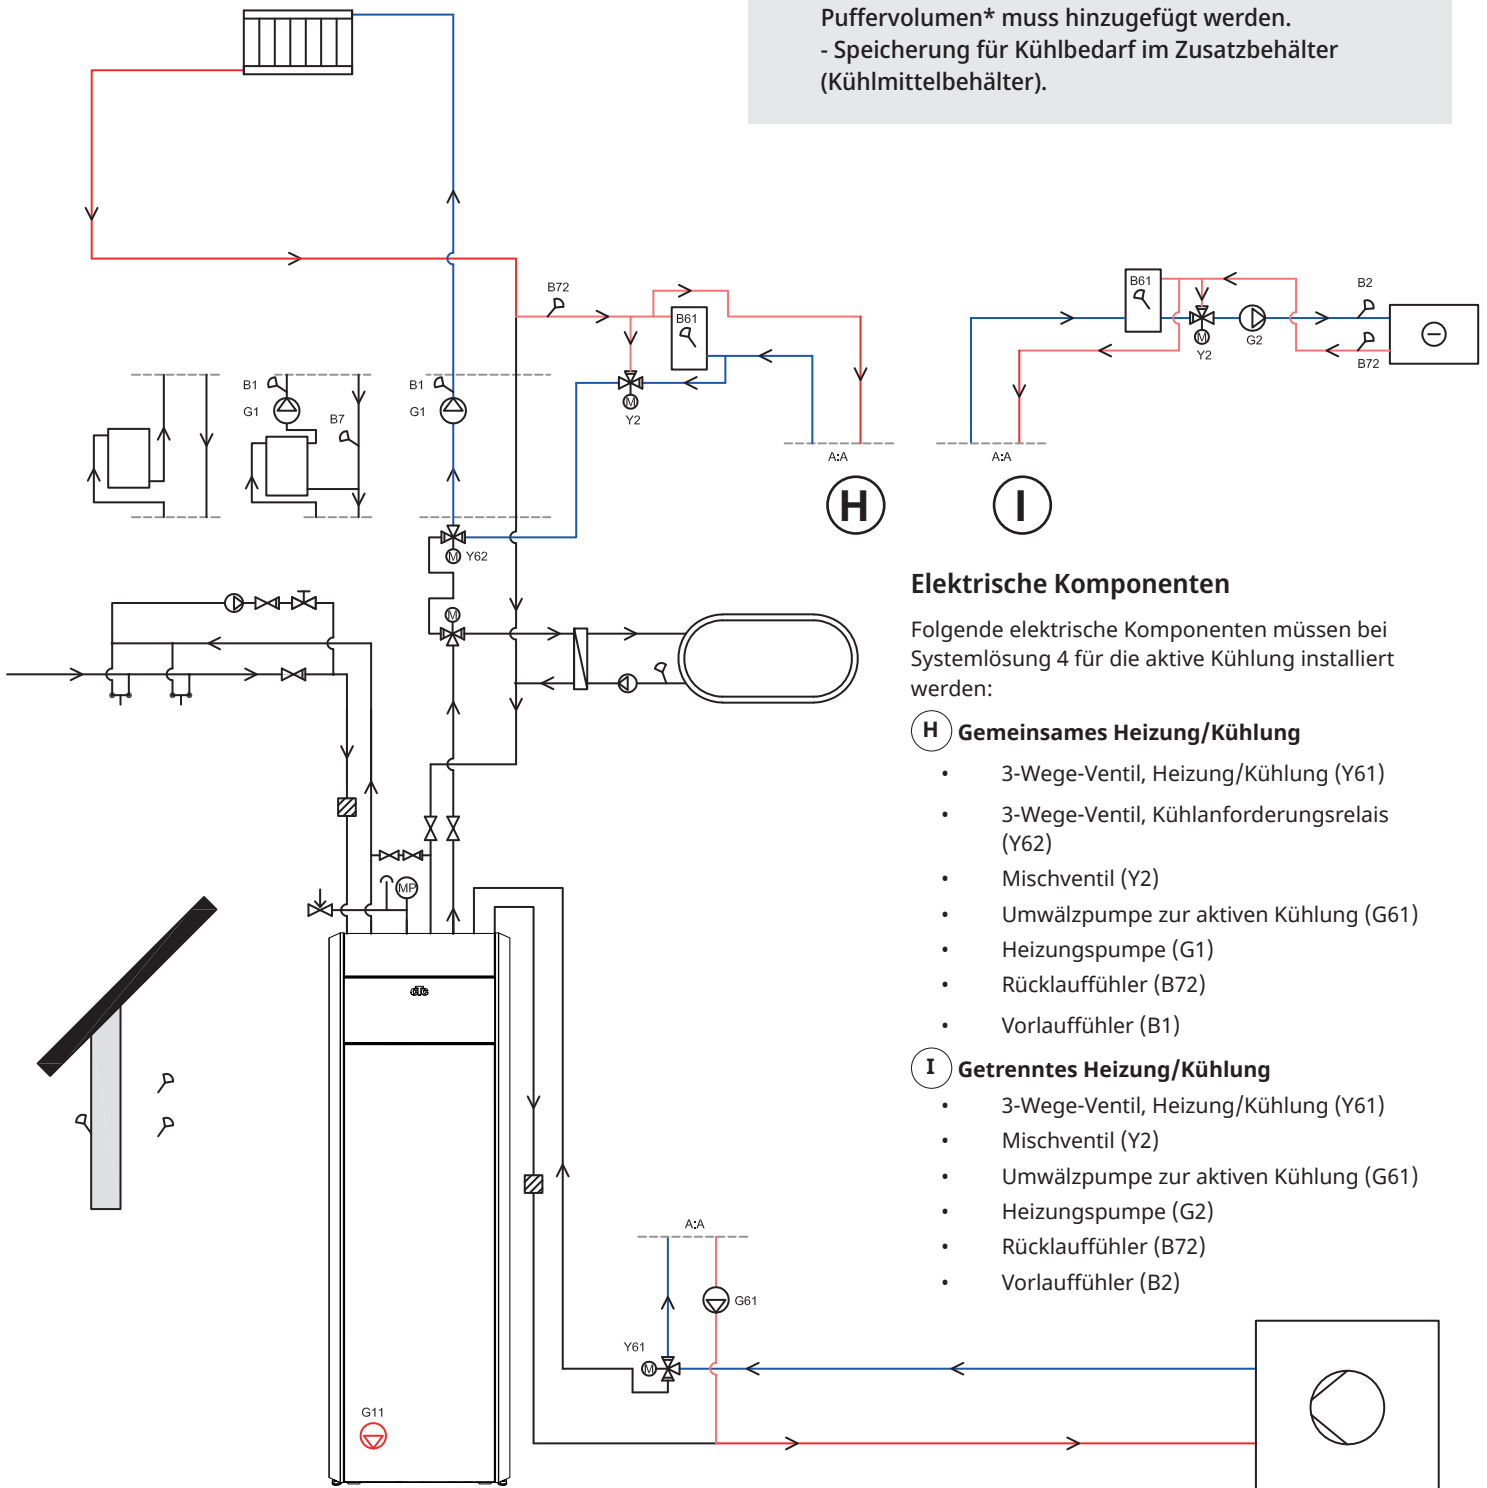 Puffervolumen* muss hinzugefügt werden.
- Speicherung für Kühlbedarf im Zusatzbehälter
(Kühlmittelbehälter).
B72
B61
M
Y2
A:A
H
B61
M
Y2
G2
B2
B72
A:A
I
B1
G1
B7
B1
G1
M
Y62
M
MP
CTC
G11
A:A
G61
Y61
M
Elektrische Komponenten
Folgende elektrische Komponenten müssen bei
Systemlösung 4 für die aktive Kühlung installiert
werden:
H Gemeinsames Heizung/Kühlung
• 3-Wege-Ventil, Heizung/Kühlung (Y61)
• 3-Wege-Ventil, Kühlanforderungsrelais
(Y62)
• Mischventil (Y2)
• Umwälzpumpe zur aktiven Kühlung (G61)
• Heizungspumpe (G1)
• Rücklauffühler (B72)
• Vorlauffühler (B1)
I Getrenntes Heizung/Kühlung
• 3-Wege-Ventil, Heizung/Kühlung (Y61)
• Mischventil (Y2)
• Umwälzpumpe zur aktiven Kühlung (G61)
• Heizungspumpe (G2)
• Rücklauffühler (B72)
• Vorlauffühler (B2)